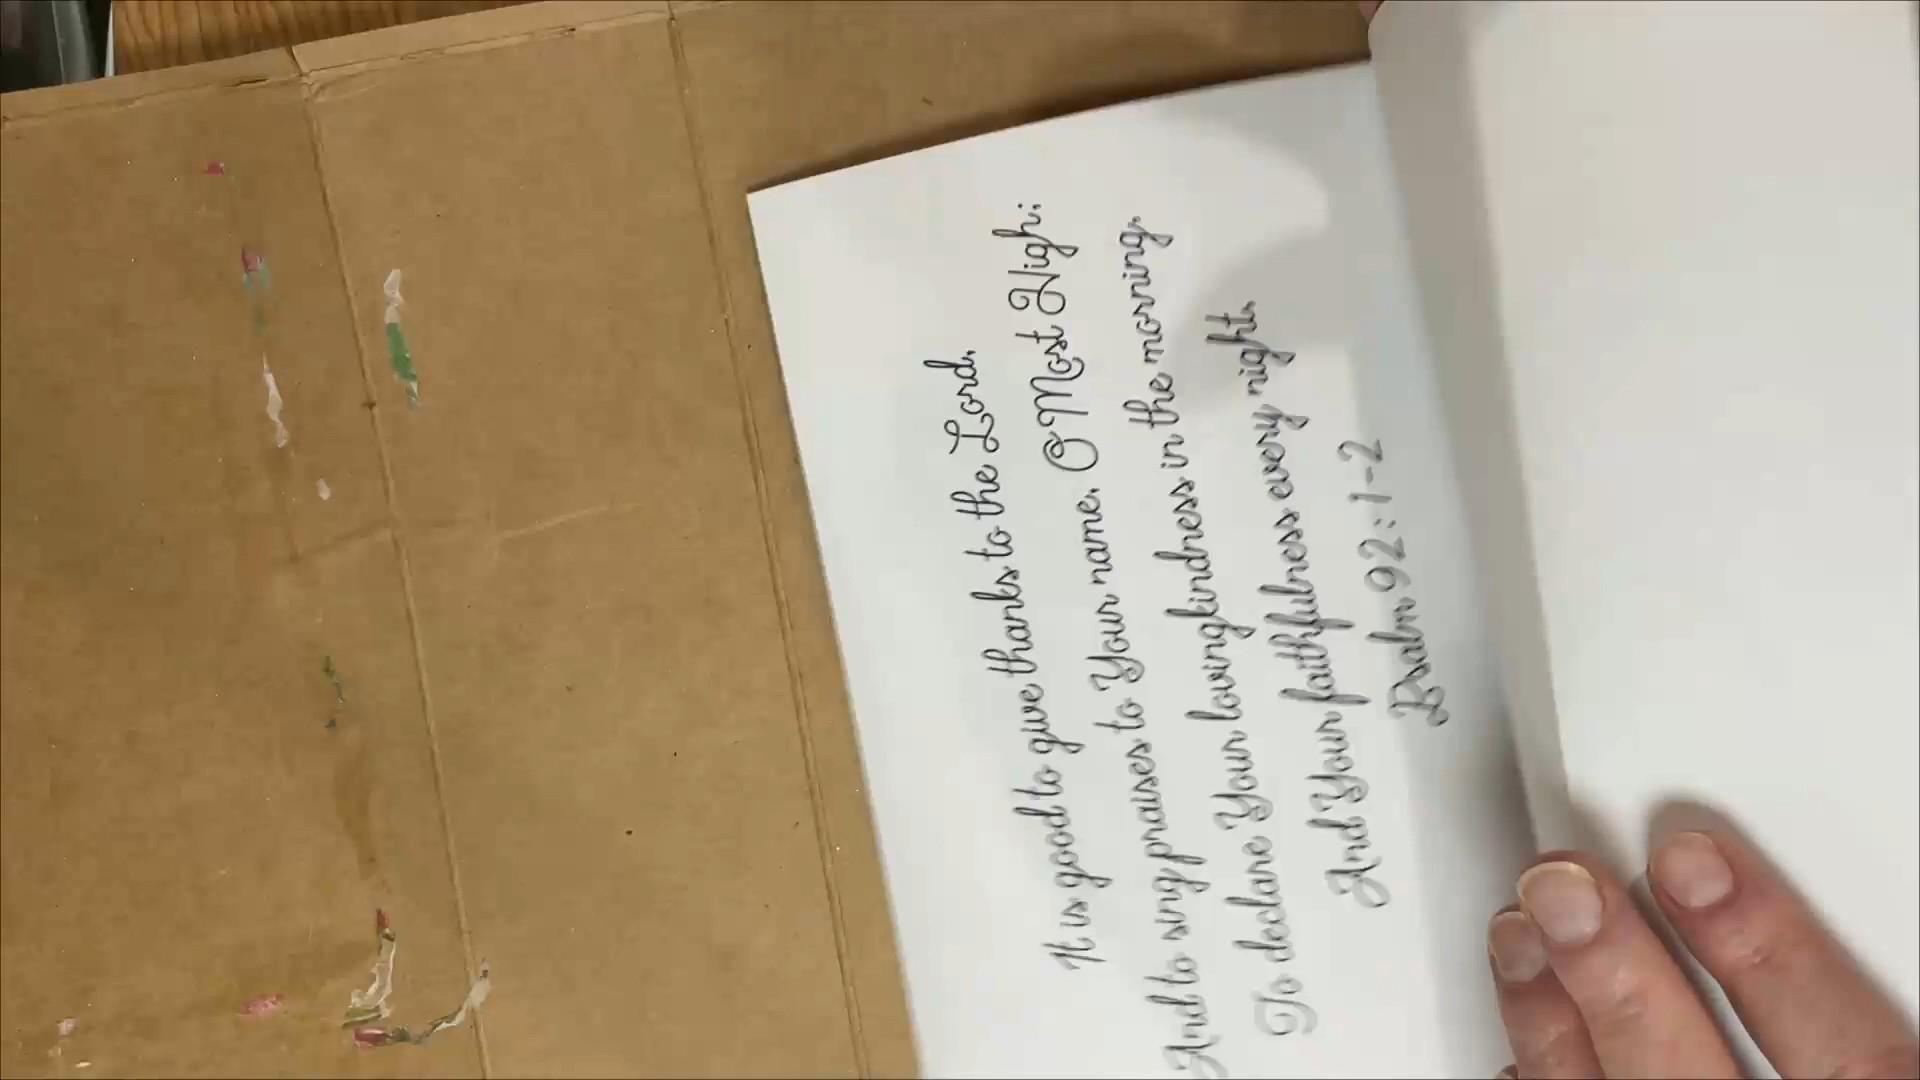 It is good to give thanks to the Lord,
And to sing praises to Your name, O Most High;
To declare Your lovingkindness in the morning,
And Your faithfulness every night.
Psalm 92:1-2